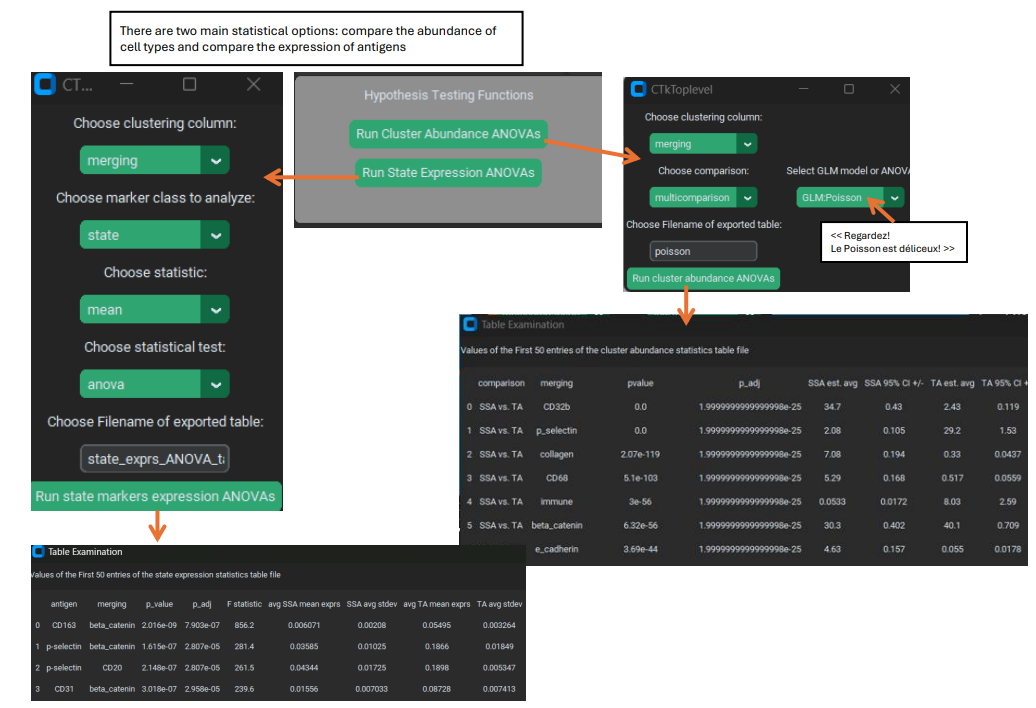 There are two main statistical options: compare the abundance of
cell types and compare the expression of antigens
CT...
Choose clustering column:
merging
Choose marker class to analyze:
state
Choose statistic:
mean
Choose statistical test:
anova
Choose Filename of exported table:
state_exprs_ANOVA_t
Run state markers expression ANOVAs
Hypothesis Testing Functions
Run Cluster Abundance ANOVAs
Run State Expression ANOVAs
CTkToplevel
Choose clustering column:
merging
Choose comparison: Select GLM model or ANOVA
multicomparison GLM:Poisson
Choose Filename of exported table:
poisson
Run cluster abundance ANOVAs
<< Regardez!
Le Poisson est déliceux! >>
Table Examination
Values of the First 50 entries of the cluster abundance statistics table file
comparison merging pvalue p_adj SSA est. avg SSA 95% CI +/- TA est. avg TA 95% CI +
0 SSA vs. TA CD32b 0.0 1.9999999999999998e-25 34.7 0.43 2.43 0.119
1 SSA vs. TA p_selectin 0.0 1.9999999999999998e-25 2.08 0.105 29.2 1.53
2 SSA vs. TA collagen 2.07e-119 1.9999999999999998e-25 7.08 0.194 0.33 0.0437
3 SSA vs. TA CD68 5.1e-103 1.9999999999999998e-25 5.29 0.168 0.517 0.0559
4 SSA vs. TA immune 3e-56 1.9999999999999998e-25 0.0533 0.0172 8.03 2.59
5 SSA vs. TA beta_catenin 6.32e-56 1.9999999999999998e-25 30.3 0.402 40.1 0.709
e_cadherin 3.69e-44 1.9999999999999998e-25 4.63 0.157 0.055 0.0178
Table Examination
Values of the First 50 entries of the state expression statistics table file
antigen merging p_value p_adj F statistic avg SSA mean exprs SSA avg stdev avg TA mean exprs TA avg stdev
0 CD163 beta_catenin 2.016e-09 7.903e-07 856.2 0.006071 0.00208 0.05495 0.003264
1 p-selectin beta_catenin 1.615e-07 2.807e-05 281.4 0.03585 0.01025 0.1866 0.01849
2 p-selectin CD20 2.148e-07 2.807e-05 261.5 0.04344 0.01725 0.1898 0.005347
3 CD31 beta_catenin 3.018e-07 2.958e-05 239.6 0.01556 0.007033 0.08728 0.007413